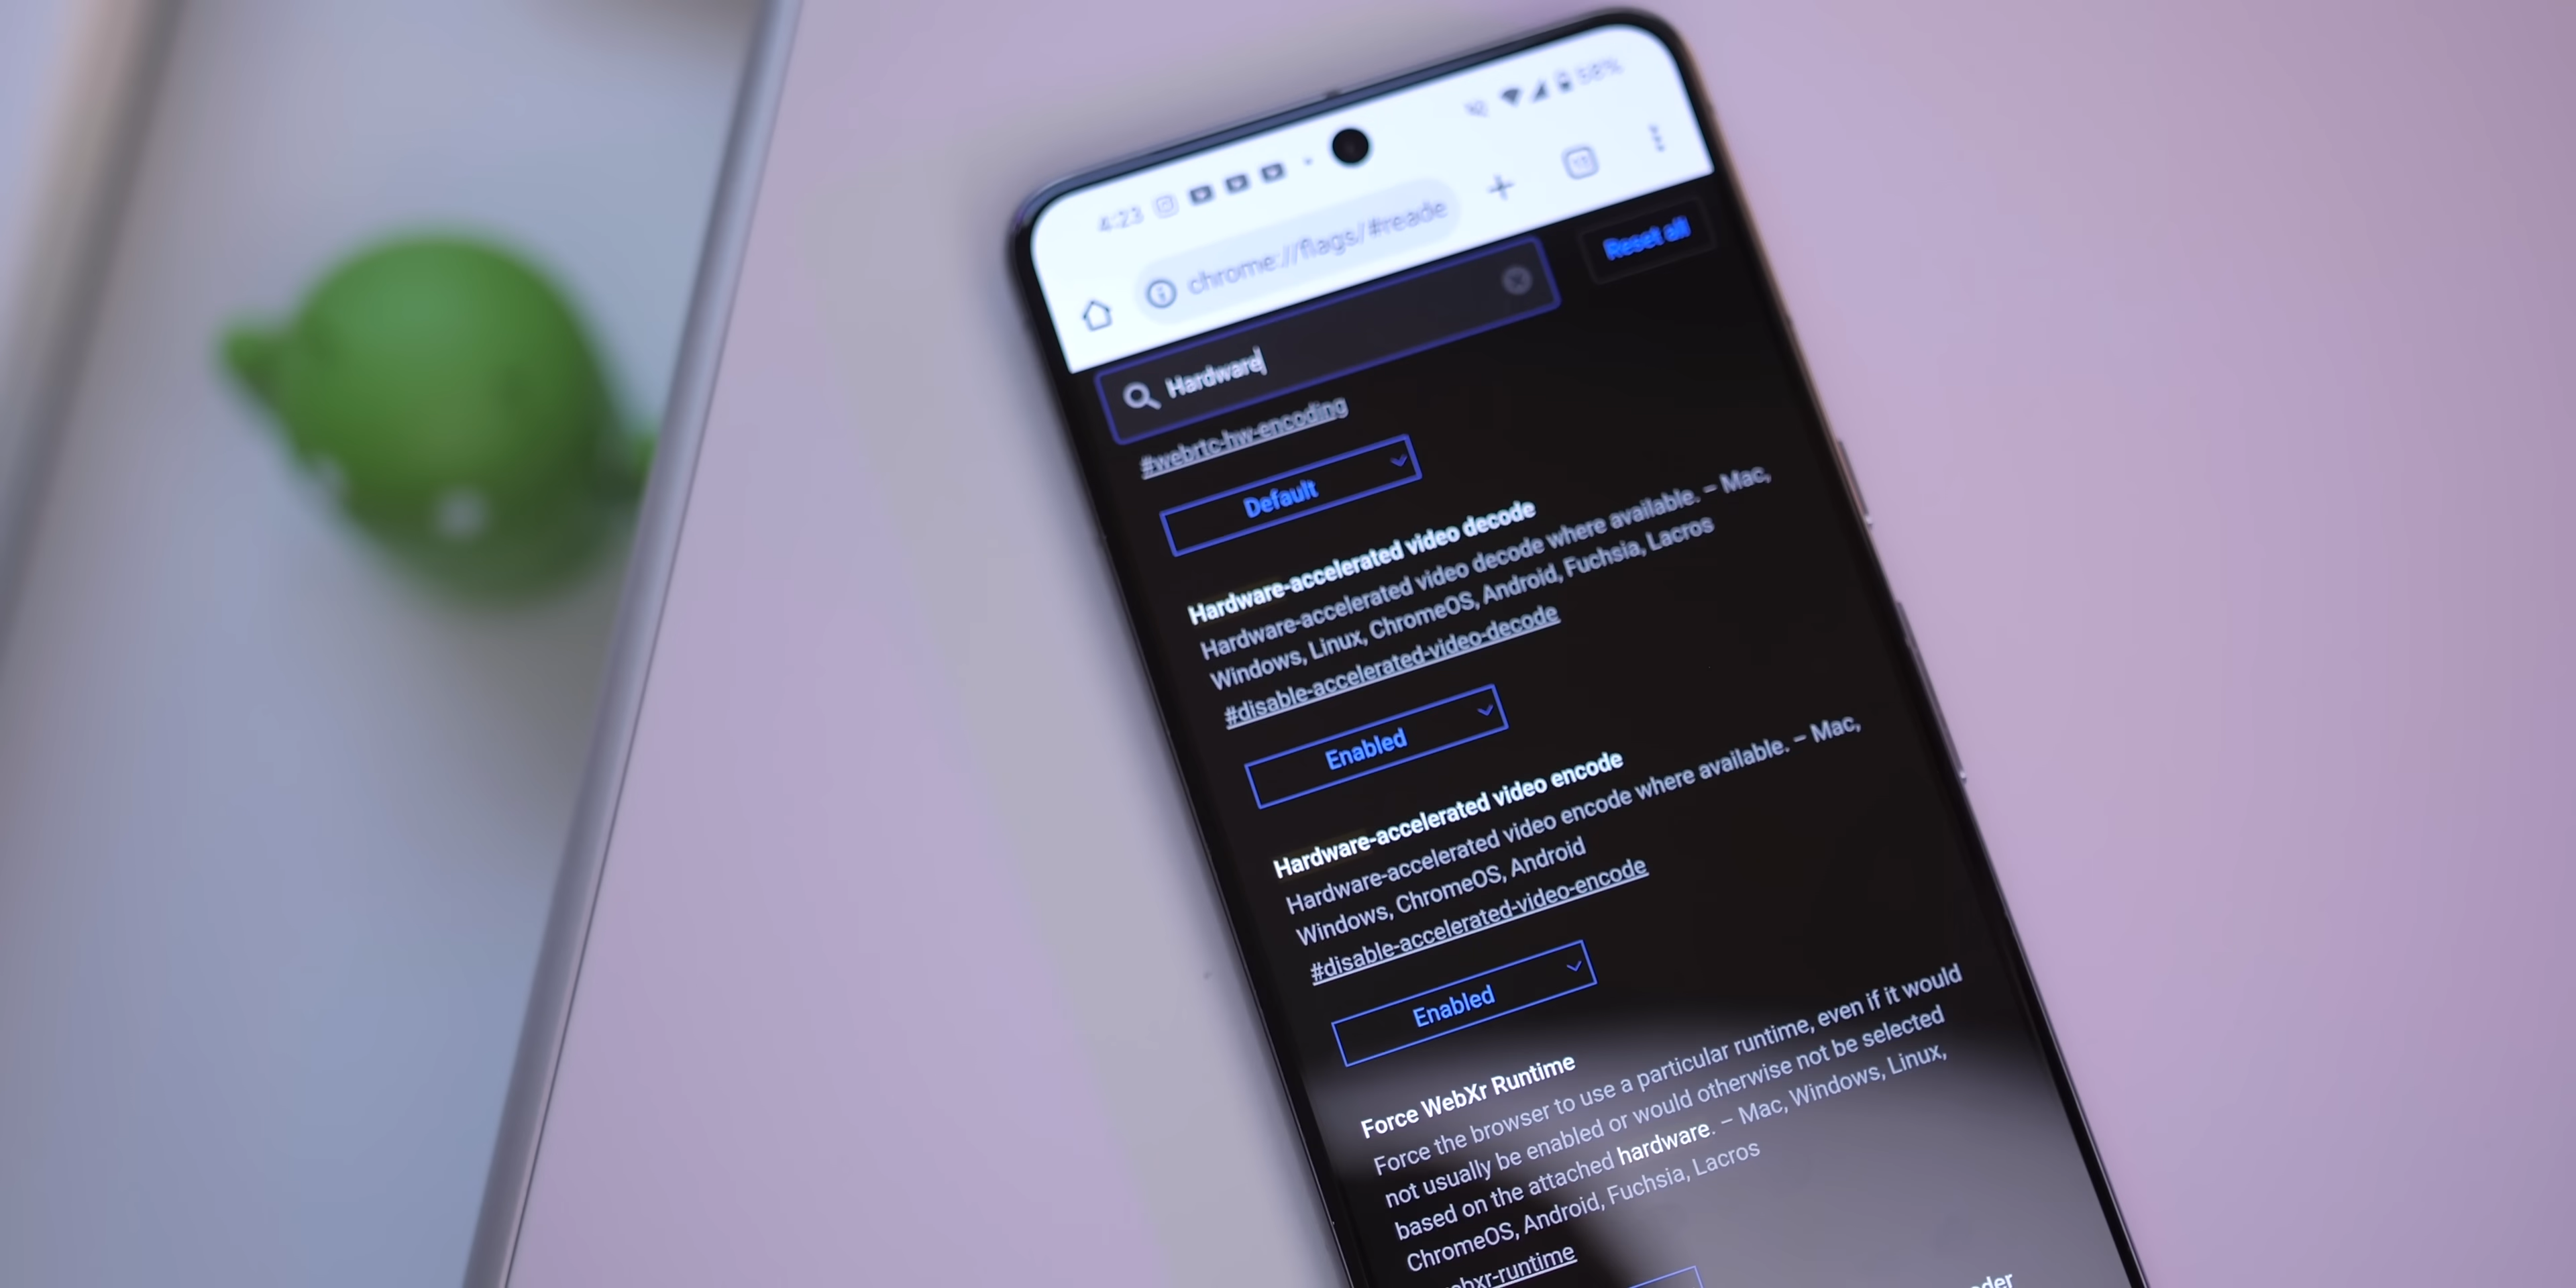 4:23
58%
chrome://flags/#reade
Hardware
Reset all
#webrtc-hw-encoding
Default
Hardware-accelerated video decode
Hardware-accelerated video decode where available. – Mac,
Windows, Linux, ChromeOS, Android, Fuchsia, Lacros
#disable-accelerated-video-decode
Enabled
Hardware-accelerated video encode
Hardware-accelerated video encode where available. – Mac,
Windows, ChromeOS, Android
#disable-accelerated-video-encode
Enabled
Force WebXr Runtime
Force the browser to use a particular runtime, even if it would
not usually be enabled or would otherwise not be selected
based on the attached hardware. – Mac, Windows, Linux,
ChromeOS, Android, Fuchsia, Lacros
bxr-runtime